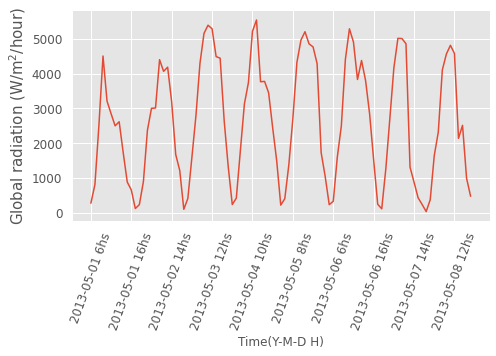 Global radiation (W/m²/hour)
5000
4000
3000
2000
1000
0
2013-05-01 6hs
2013-05-01 16hs
2013-05-02 14hs
2013-05-03 12hs
2013-05-04 10hs
2013-05-05 8hs
2013-05-06 6hs
2013-05-06 16hs
2013-05-07 14hs
2013-05-08 12hs
Time(Y-M-D H)